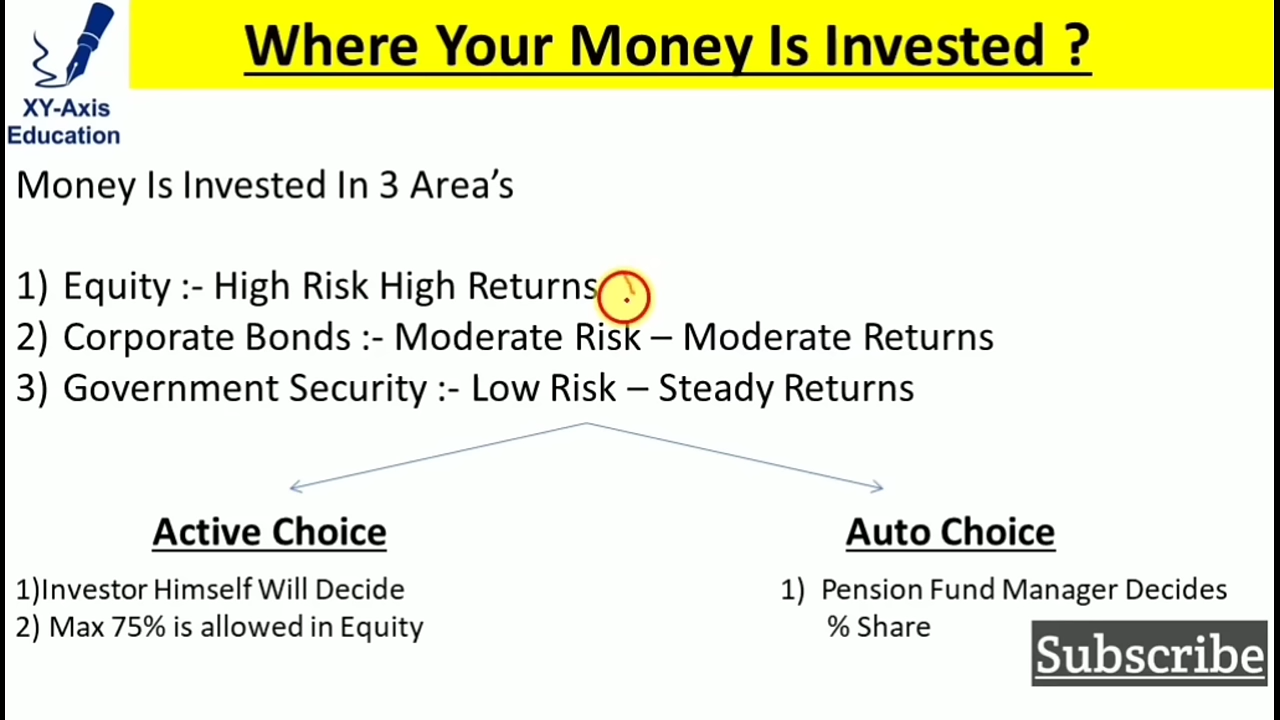 Where Your Money Is Invested ?
XY-Axis
Education
Money Is Invested In 3 Area’s
1) Equity :- High Risk High Returns
2) Corporate Bonds :- Moderate Risk – Moderate Returns
3) Government Security :- Low Risk – Steady Returns
Active Choice
1)Investor Himself Will Decide
2) Max 75% is allowed in Equity
Auto Choice
1) Pension Fund Manager Decides
% Share
Subscribe